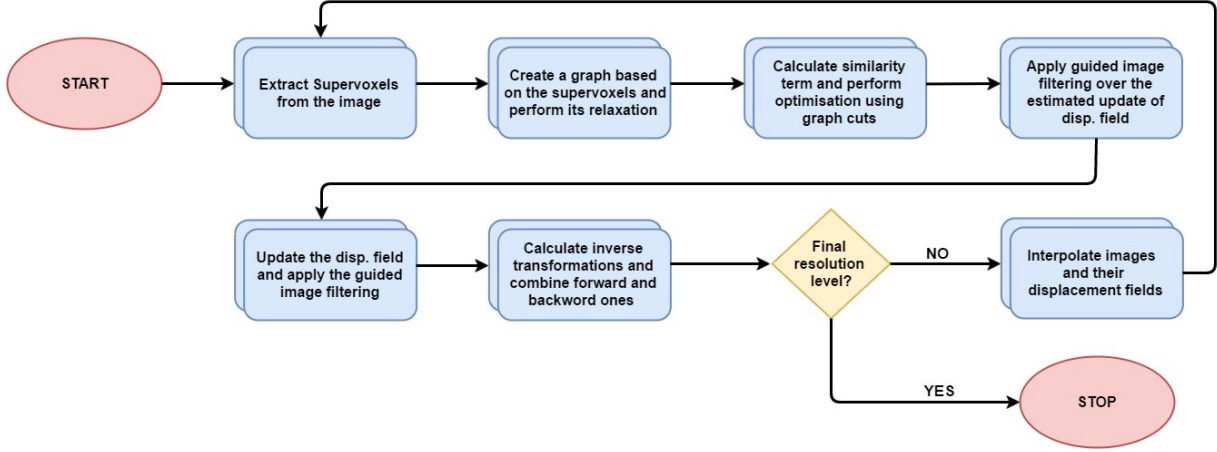 START
Extract Supervoxels
from the image
Create a graph based
on the supervoxels and
perform its relaxation
Calculate similarity
term and perform
optimisation using
graph cuts
Apply guided image
filtering over the
estimated update of
disp. field
Update the disp. field
and apply the guided
image filtering
Calculate inverse
transformations and
combine forward and
backword ones
Final
resolution
level?
NO
Interpolate images
and their
displacement fields
YES
STOP